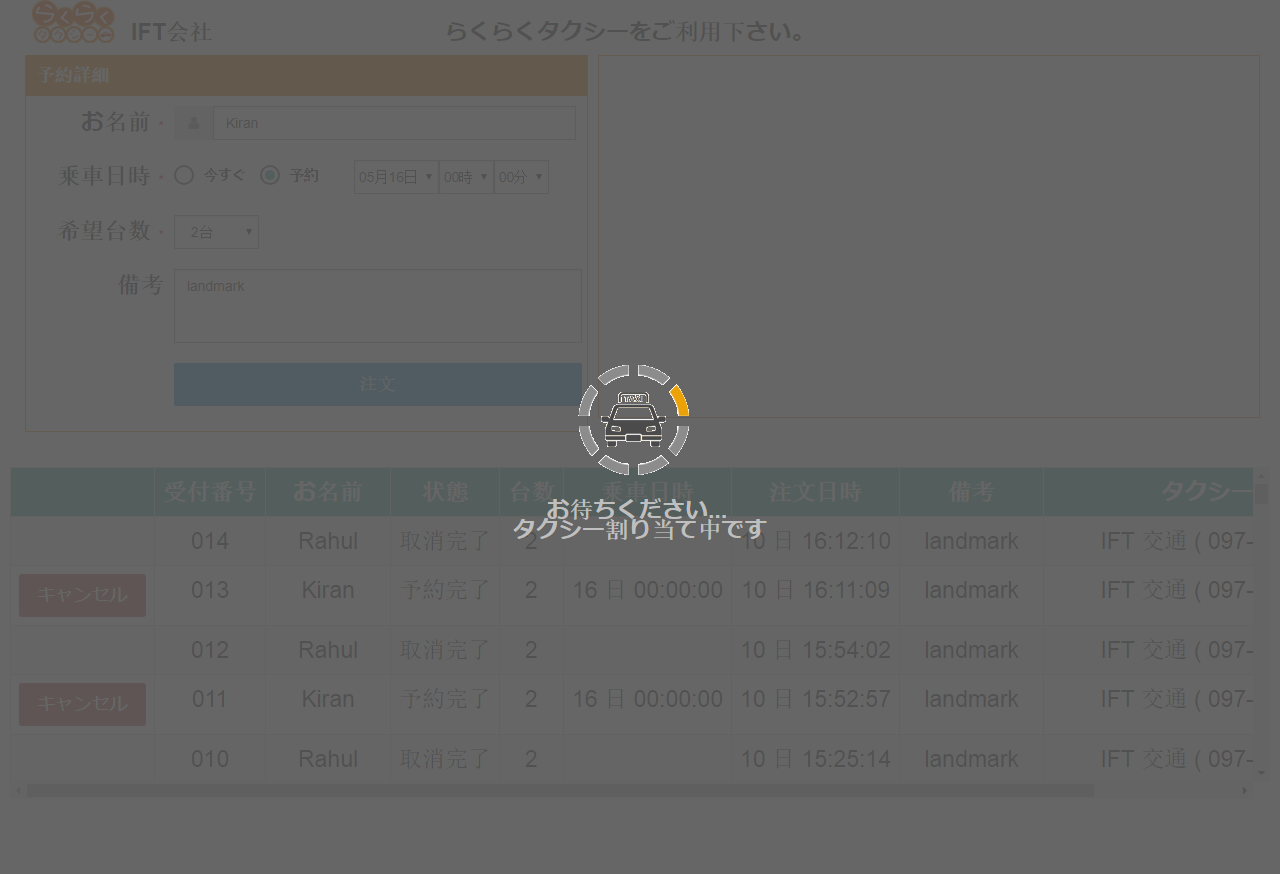 らくらく
タクシー
IFT会社
らくらくタクシーをご利用下さい。
予約詳細
お名前 *
Kiran
乗車日時 *
今すぐ 予約 05月16日 00時 00分
希望台数 *
2台
備考
landmark
注文
TAXI
お待ちください...
タクシー割り当て中です
受付番号 お名前 状態 台数 乗車日時 注文日時 備考 タクシー
014 Rahul 取消完了 2 10 日 16:12:10 landmark IFT 交通 ( 097-
キャンセル 013 Kiran 予約完了 2 16 日 00:00:00 10 日 16:11:09 landmark IFT 交通 ( 097-
012 Rahul 取消完了 2 10 日 15:54:02 landmark IFT 交通 ( 097-
キャンセル 011 Kiran 予約完了 2 16 日 00:00:00 10 日 15:52:57 landmark IFT 交通 ( 097-
010 Rahul 取消完了 2 10 日 15:25:14 landmark IFT 交通 ( 097-